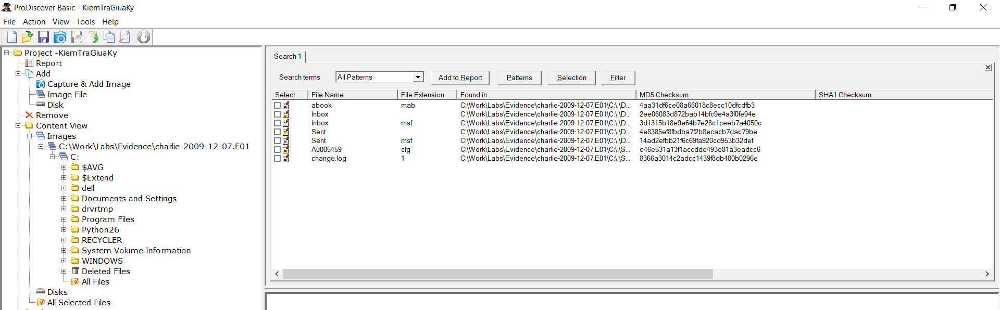 ProDiscover Basic - KiemTraGiuaKy
File Action View Tools Help
Project -KiemTraGiuaKy
Report
Add
Capture & Add Image
Image File
Disk
Remove
Content View
Images
C:\Work\Labs\Evidence\charlie-2009-12-07.E01
C:
$AVG
$Extend
dell
Documents and Settings
drvrtmp
Program Files
Python26
RECYCLER
System Volume Information
WINDOWS
Deleted Files
All Files
Disks
All Selected Files
Search 1
Search terms All Patterns Add to Report Patterns Selection Filter
Select File Name File Extension Found in MD5 Checksum SHA1 Checksum
abook mab C:\Work\Labs\Evidence\charlie-2009-12-07.E01\C:\.\D... 4aa31df6ce08a66018c8ecc10dfcdfb3
Inbox C:\Work\Labs\Evidence\charlie-2009-12-07.E01\C:\.\D... 2ee06083d872bab14bfc9e4a3f0fe94e
Inbox msf C:\Work\Labs\Evidence\charlie-2009-12-07.E01\C:\.\D... 3d1315b18e9e64b7e28c1ceeb7a4050c
Sent C:\Work\Labs\Evidence\charlie-2009-12-07.E01\C:\.\D... 4e8385ef8fbdba7f2b8ecacb7dac79be
Sent msf C:\Work\Labs\Evidence\charlie-2009-12-07.E01\C:\.\D... 14ad2efbb21f6c69fa920cd953b32def
A0005459 cfg C:\Work\Labs\Evidence\charlie-2009-12-07.E01\C:\.\S... e46e531a13f1accdde493e81a3eadcc6
change.log 1 C:\Work\Labs\Evidence\charlie-2009-12-07.E01\C:\.\S... 8366a3014c2adcc1439f8db480b0296e